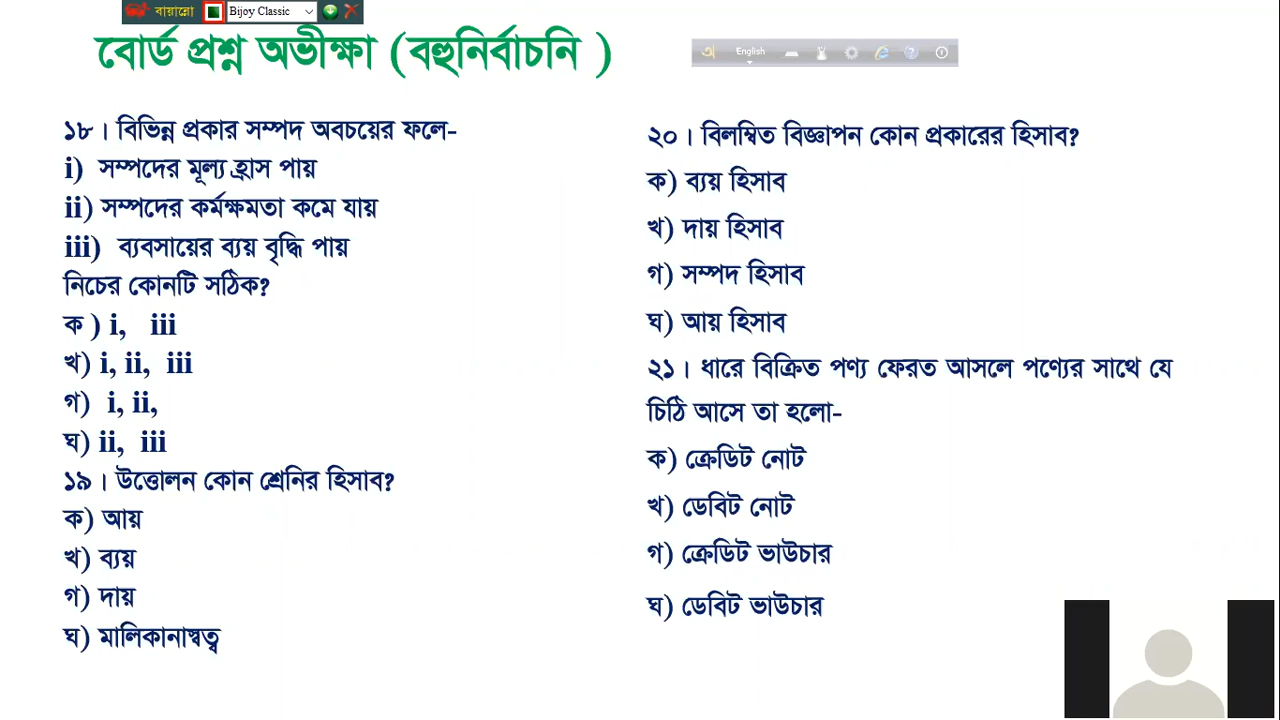 বায়ান্নো
Bijoy Classic
English
বোর্ড প্রশ্ন অভীক্ষা (বহুনির্বাচনি )
১৮। বিভিন্ন প্রকার সম্পদ অবচয়ের ফলে-
i) সম্পদের মূল্য হ্রাস পায়
ii) সম্পদের কর্মক্ষমতা কমে যায়
iii) ব্যবসায়ের ব্যয় বৃদ্ধি পায়
নিচের কোনটি সঠিক?
ক ) i, iii
খ) i, ii, iii
গ) i, ii,
ঘ) ii, iii
১৯। উত্তোলন কোন শ্রেনির হিসাব?
ক) আয়
খ) ব্যয়
গ) দায়
ঘ) মালিকানাস্বত্ব
২০। বিলম্বিত বিজ্ঞাপন কোন প্রকারের হিসাব?
ক) ব্যয় হিসাব
খ) দায় হিসাব
গ) সম্পদ হিসাব
ঘ) আয় হিসাব
২১। ধারে বিক্রিত পণ্য ফেরত আসলে পণ্যের সাথে যে
চিঠি আসে তা হলো-
ক) ক্রেডিট নোট
খ) ডেবিট নোট
গ) ক্রেডিট ভাউচার
ঘ) ডেবিট ভাউচার